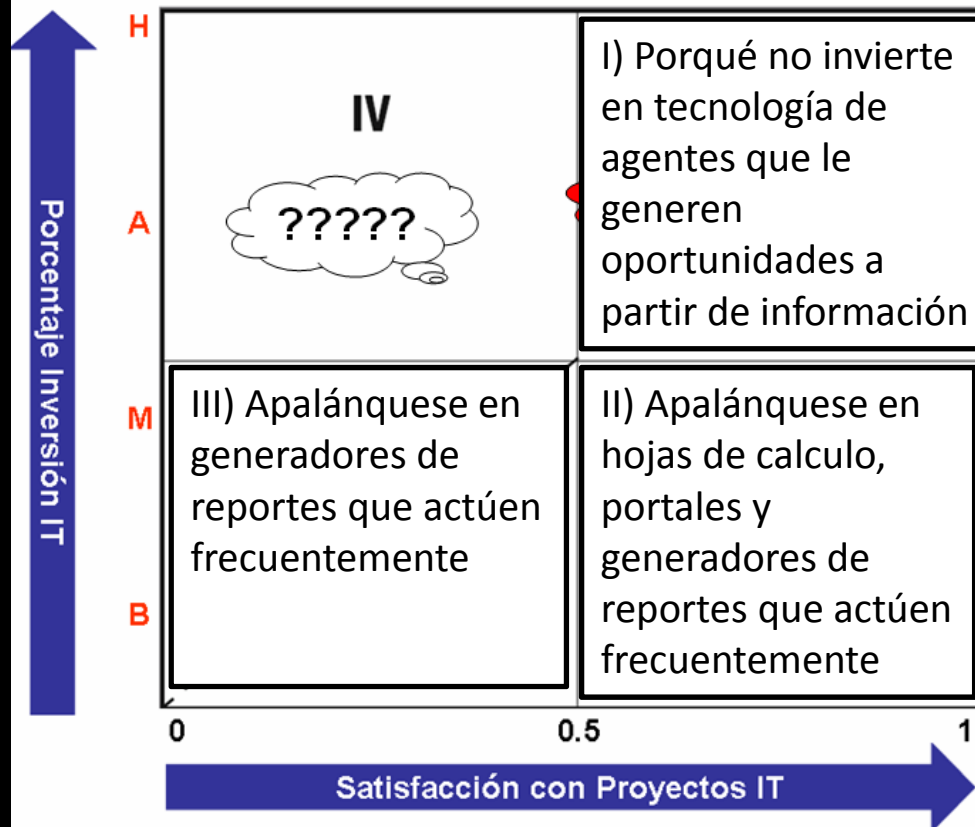 Porcentaje Inversión IT
H
A
M
B
IV
?????
I) Porqué no invierte
en tecnología de
agentes que le
generen
oportunidades a
partir de información
III) Apalánquese en
generadores de
reportes que actúen
frecuentemente
II) Apalánquese en
hojas de calculo,
portales y
generadores de
reportes que actúen
frecuentemente
0
0.5
1
Satisfacción con Proyectos IT